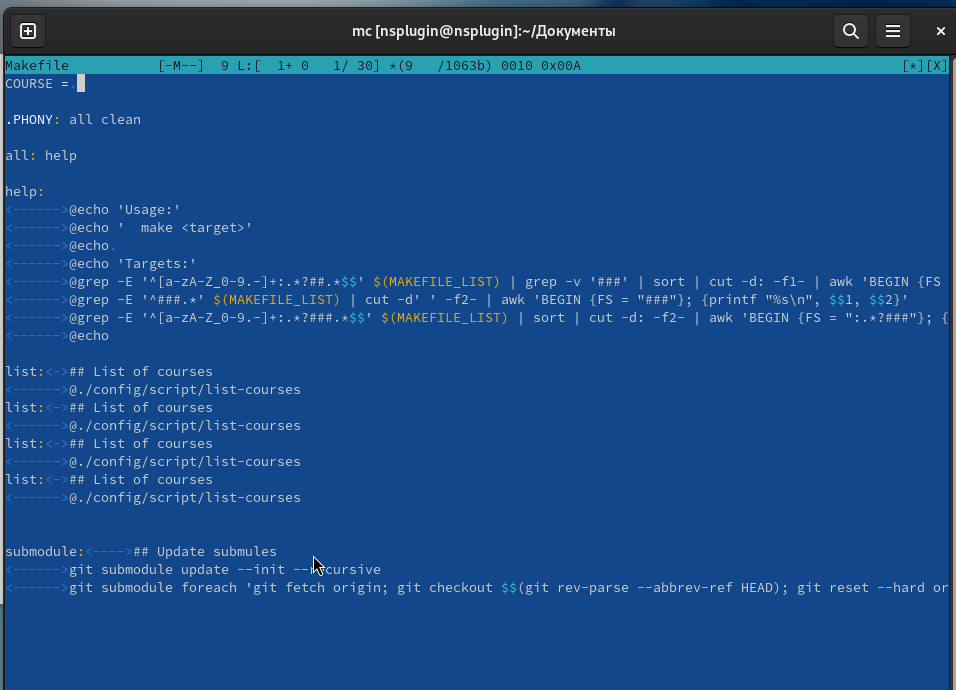 mc [nsplugin@nsplugin]:~/Документы
Makefile [-M--] 9 L:[ 1+ 0 1/ 30] *(9 /1063b) 0010 0x00A [*][X]
COURSE =.
.PHONY: all clean
all: help
help:
<------>@echo 'Usage:'
<------>@echo '  make <target>'
<------>@echo.
<------>@echo 'Targets:'
<------>@grep -E '^[a-zA-Z_0-9.-]+:.*?##.*$$' $(MAKEFILE_LIST) | grep -v '###' | sort | cut -d: -f1- | awk 'BEGIN {FS
<------>@grep -E '^###.*' $(MAKEFILE_LIST) | cut -d' ' -f2- | awk 'BEGIN {FS = "###"}; {printf "%s\n", $$1, $$2}'
<------>@grep -E '^[a-zA-Z_0-9.-]+:.*?###.*$$' $(MAKEFILE_LIST) | sort | cut -d: -f2- | awk 'BEGIN {FS = ":.*?###"}; {
<------>@echo
list:<->## List of courses
<------>@./config/script/list-courses
list:<->## List of courses
<------>@./config/script/list-courses
list:<->## List of courses
<------>@./config/script/list-courses
list:<->## List of courses
<------>@./config/script/list-courses
submodule:<---->## Update submules
<------>git submodule update --init --recursive
<------>git submodule foreach 'git fetch origin; git checkout $$(git rev-parse --abbrev-ref HEAD); git reset --hard or